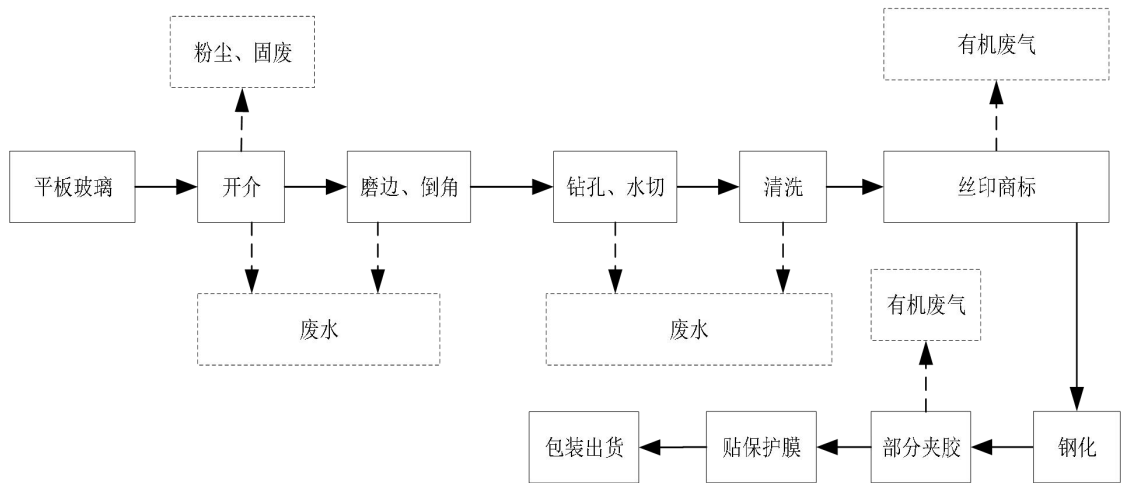 粉尘、固废
有机废气
平板玻璃
开介
磨边、倒角
钻孔、水切
清洗
丝印商标
废水
废水
有机废气
包装出货
贴保护膜
部分夹胶
钢化